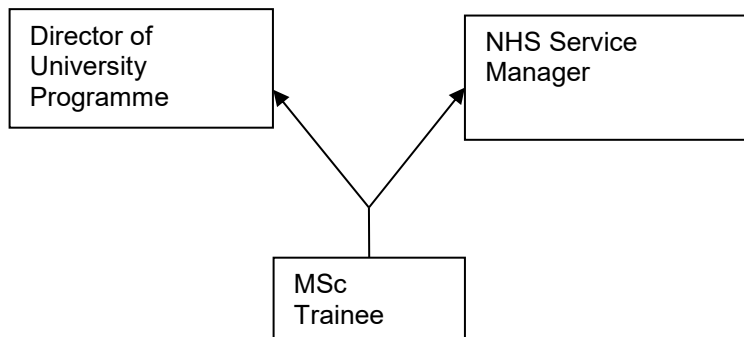 Director of
University
Programme
NHS Service
Manager
MSc
Trainee